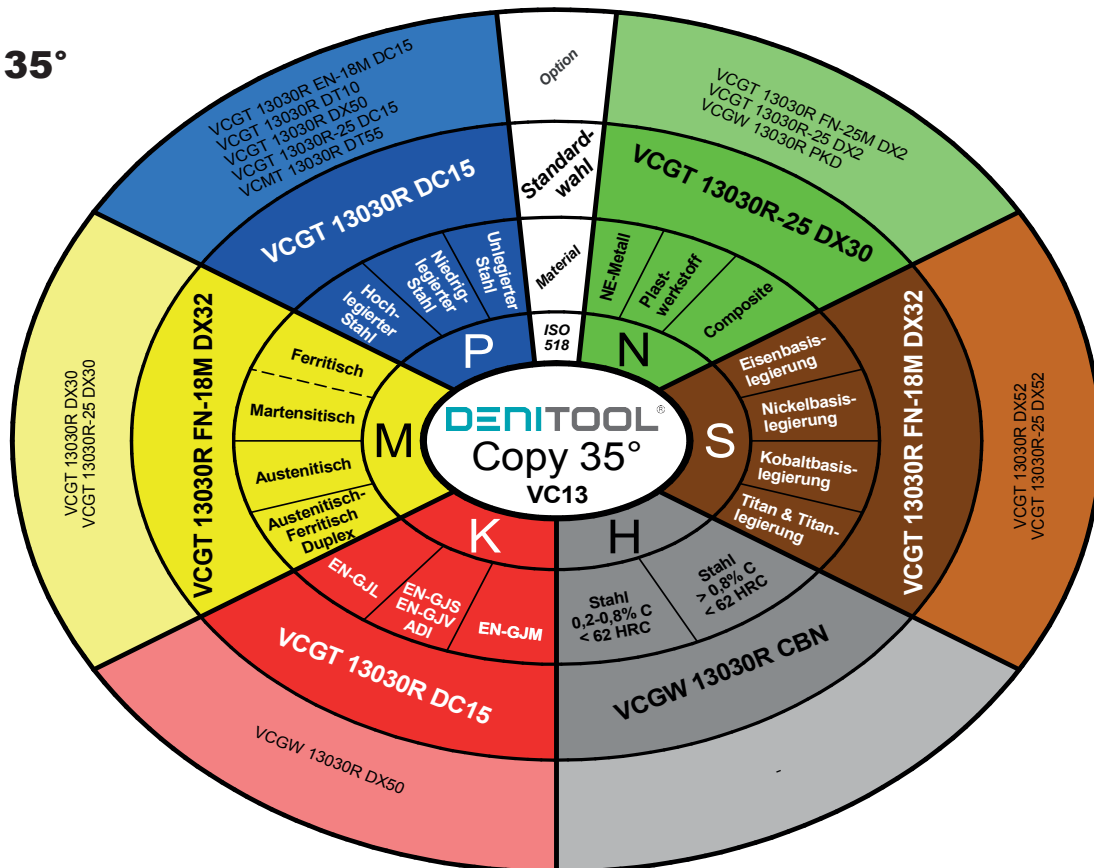 35°
Option
Standard-
wahl
Material
ISO
518
VCGT 13030R EN-18M DC15
VCGT 13030R DT10
VCGT 13030R DX50
VCGT 13030R-25 DC15
VCMT 13030R DT55
VCGT 13030R DC15
Hoch-
legierter
Stahl
Niedrig-
legierter
Stahl
Unlegierter
Stahl
P
VCGT 13030R FN-25M DX2
VCGT 13030R-25 DX2
VCGW 13030R PKD
VCGT 13030R-25 DX30
NE-Metall
Plast-
werkstoff
Composite
N
VCGT 13030R DX30
VCGT 13030R-25 DX30
VCGT 13030R FN-18M DX32
Ferritisch
Martensitisch
Austenitisch
Austenitisch-
Ferritisch
Duplex
M
DENITOOL®
Copy 35°
VC13
S
Eisenbasis-
legierung
Nickelbasis-
legierung
Kobaltbasis-
legierung
Titan & Titan-
legierung
VCGT 13030R FN-18M DX32
VCGT 13030R DX52
VCGT 13030R-25 DX52
K
EN-GJL
EN-GJS
EN-GJV
ADI
EN-GJM
VCGT 13030R DC15
VCGW 13030R DX50
H
Stahl
0,2-0,8% C
< 62 HRC
Stahl
> 0,8% C
< 62 HRC
VCGW 13030R CBN
-